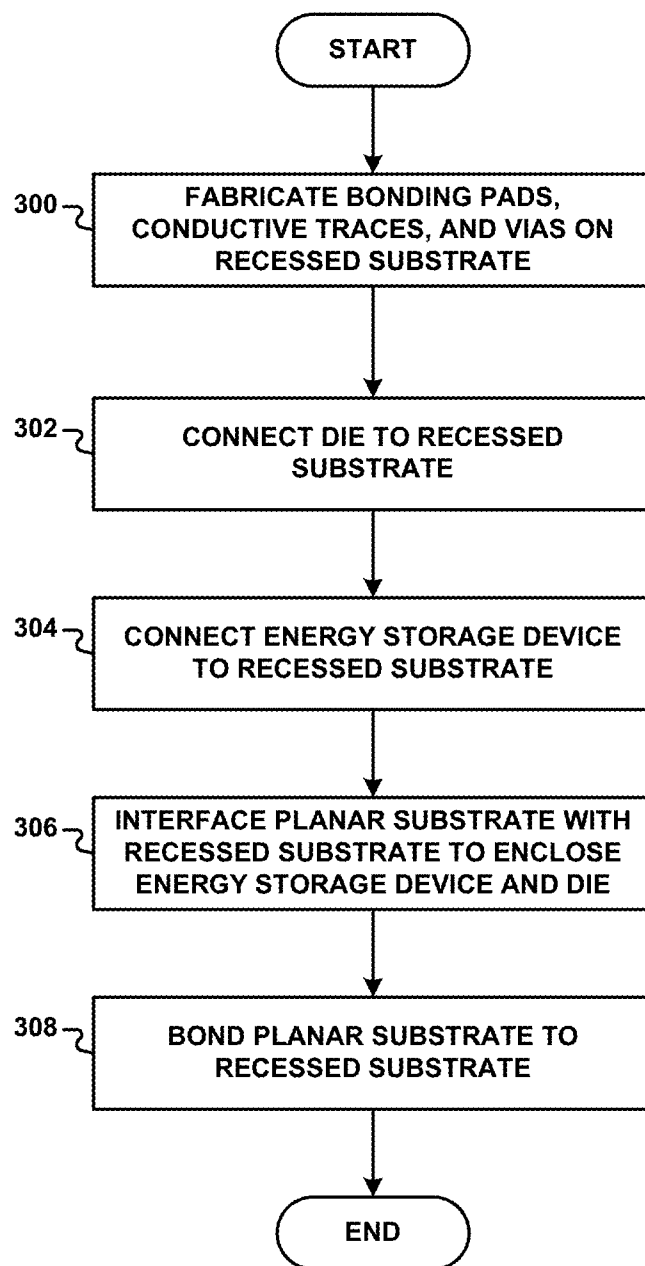 START
300
FABRICATE BONDING PADS,
CONDUCTIVE TRACES, AND VIAS ON
RECESSED SUBSTRATE
302
CONNECT DIE TO RECESSED
SUBSTRATE
304
CONNECT ENERGY STORAGE DEVICE
TO RECESSED SUBSTRATE
306
INTERFACE PLANAR SUBSTRATE WITH
RECESSED SUBSTRATE TO ENCLOSE
ENERGY STORAGE DEVICE AND DIE
308
BOND PLANAR SUBSTRATE TO
RECESSED SUBSTRATE
END